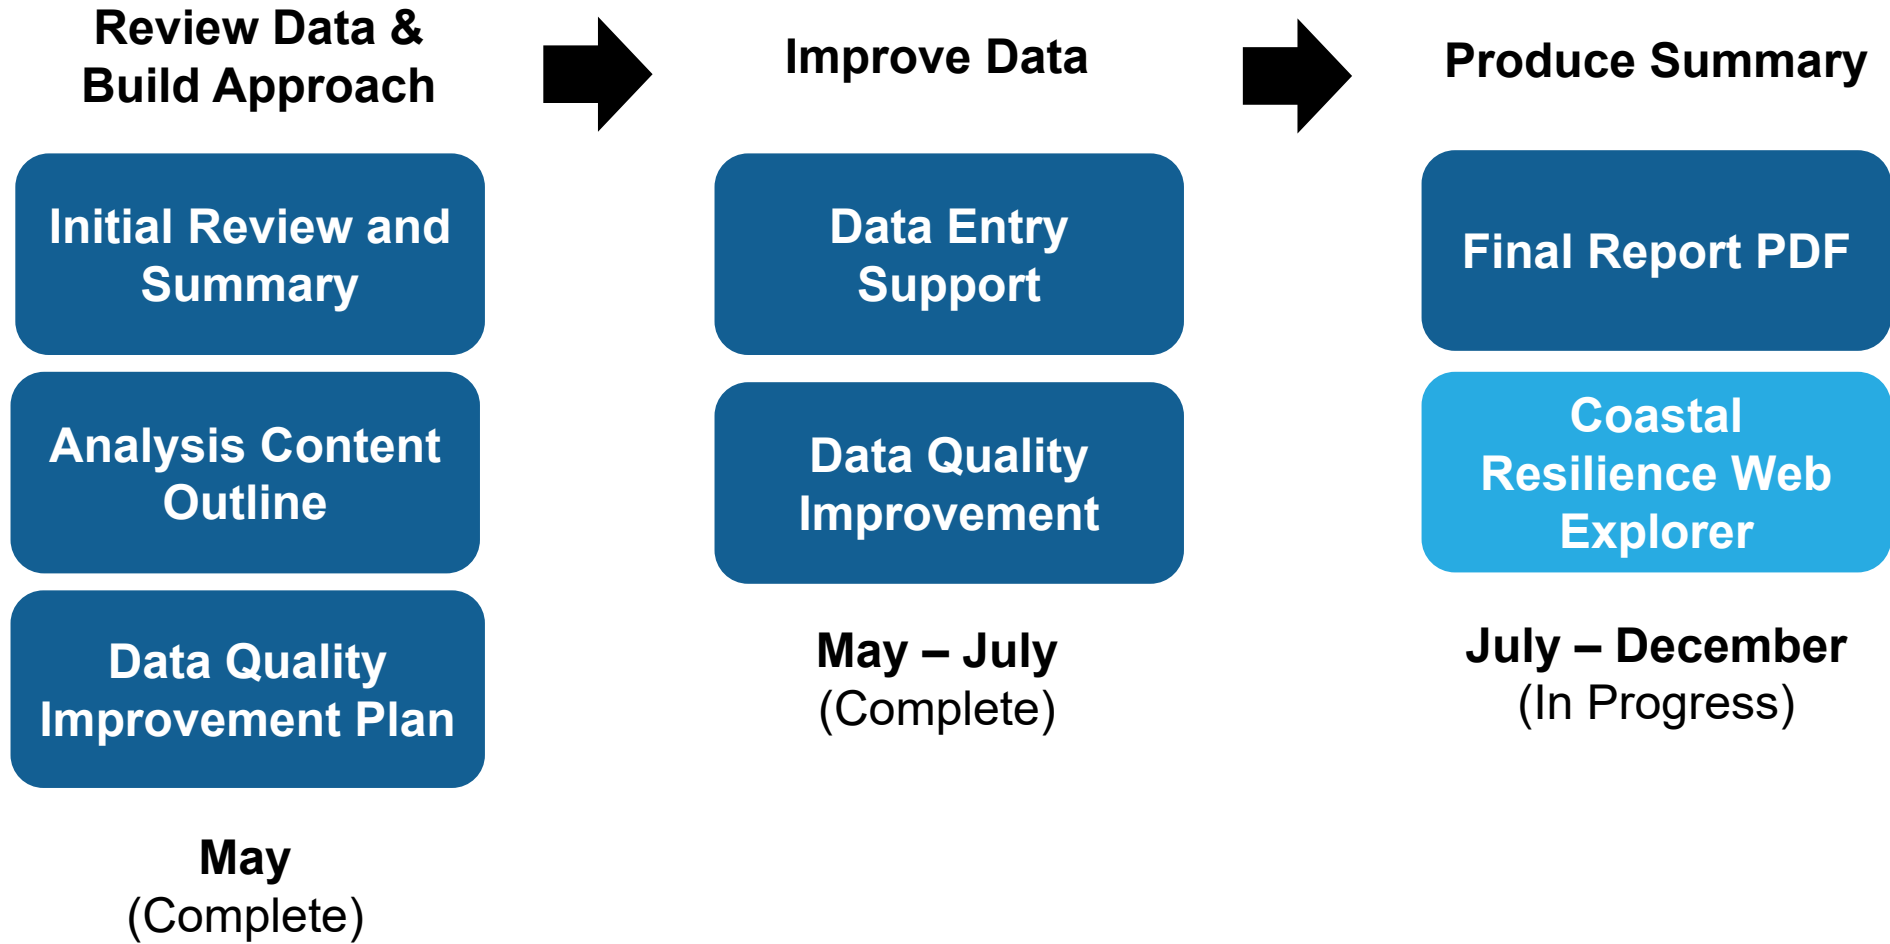 Review Data &
Build Approach
Initial Review and
Summary
Analysis Content
Outline
Data Quality
Improvement Plan
May
(Complete)
Improve Data
Data Entry
Support
Data Quality
Improvement
May – July
(Complete)
Produce Summary
Final Report PDF
Coastal
Resilience Web
Explorer
July – December
(In Progress)